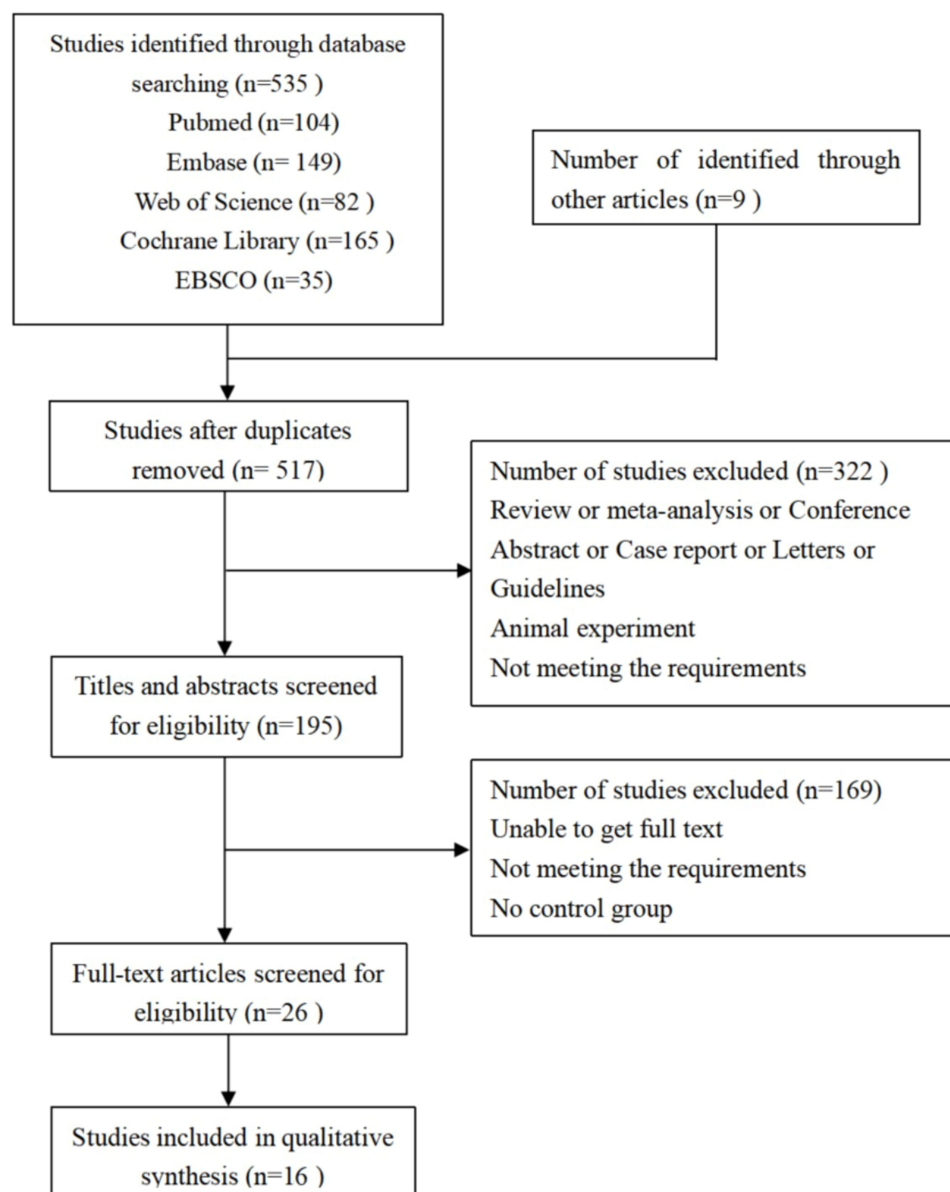 Studies identified through database
searching (n=535 )
Pubmed (n=104)
Embase (n= 149)
Web of Science (n=82 )
Cochrane Library (n=165 )
EBSCO (n=35)
Number of identified through
other articles (n=9 )
Studies after duplicates
removed (n= 517)
Number of studies excluded (n=322 )
Review or meta-analysis or Conference
Abstract or Case report or Letters or
Guidelines
Animal experiment
Not meeting the requirements
Titles and abstracts screened
for eligibility (n=195)
Number of studies excluded (n=169)
Unable to get full text
Not meeting the requirements
No control group
Full-text articles screened for
eligibility (n=26 )
Studies included in qualitative
synthesis (n=16 )